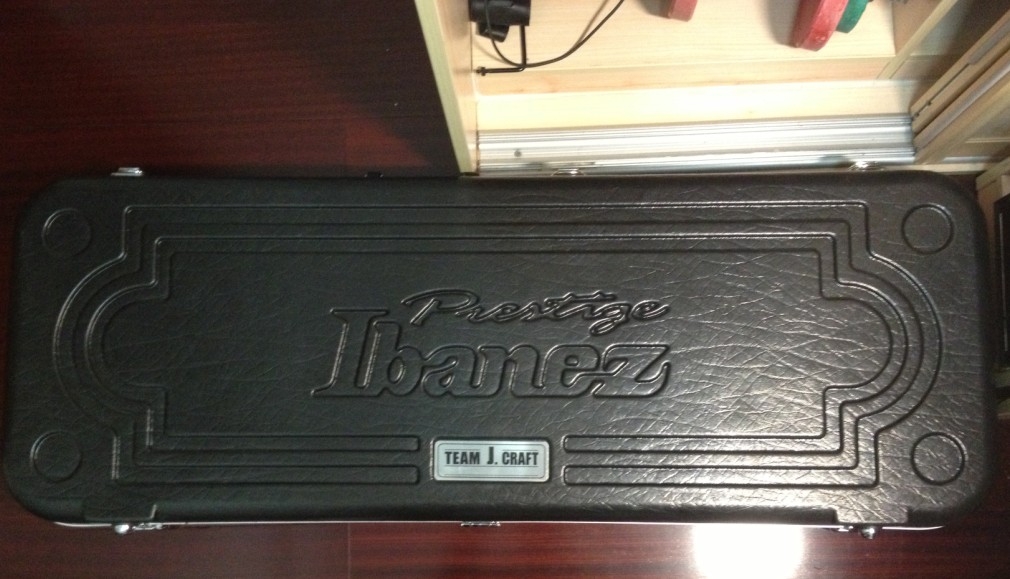 Prestige
Ibanez
TEAM J. CRAFT